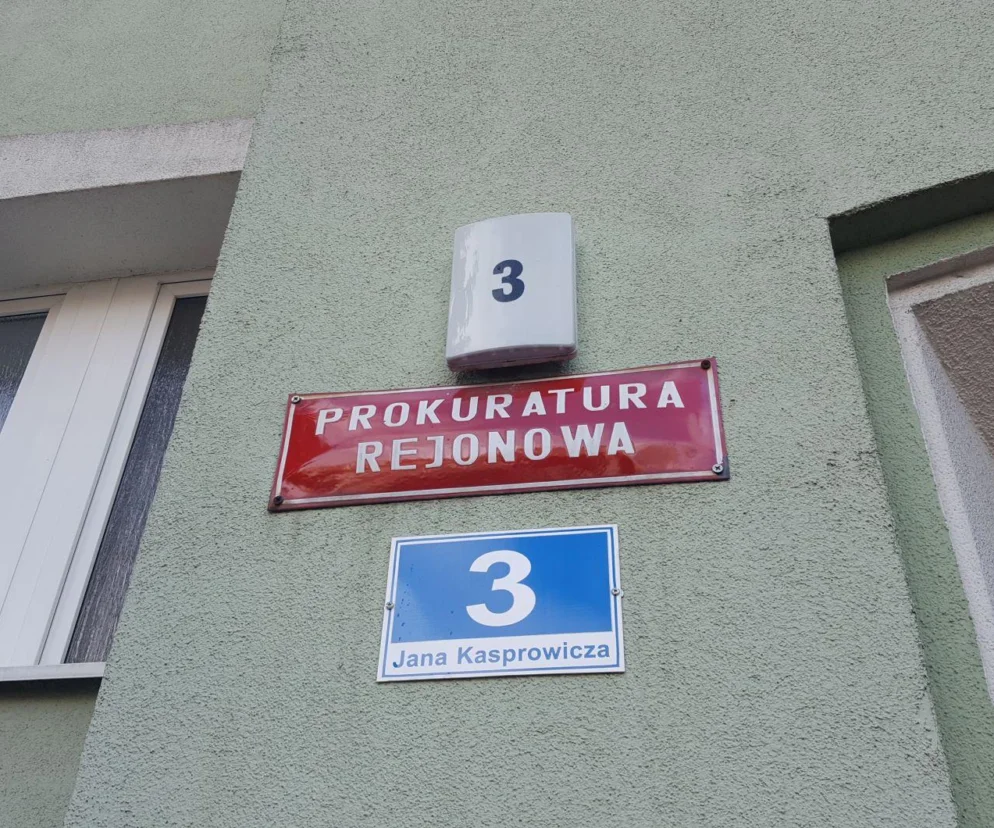 3
PROKURATURA
REJONOWA
3
Jana Kasprowicza